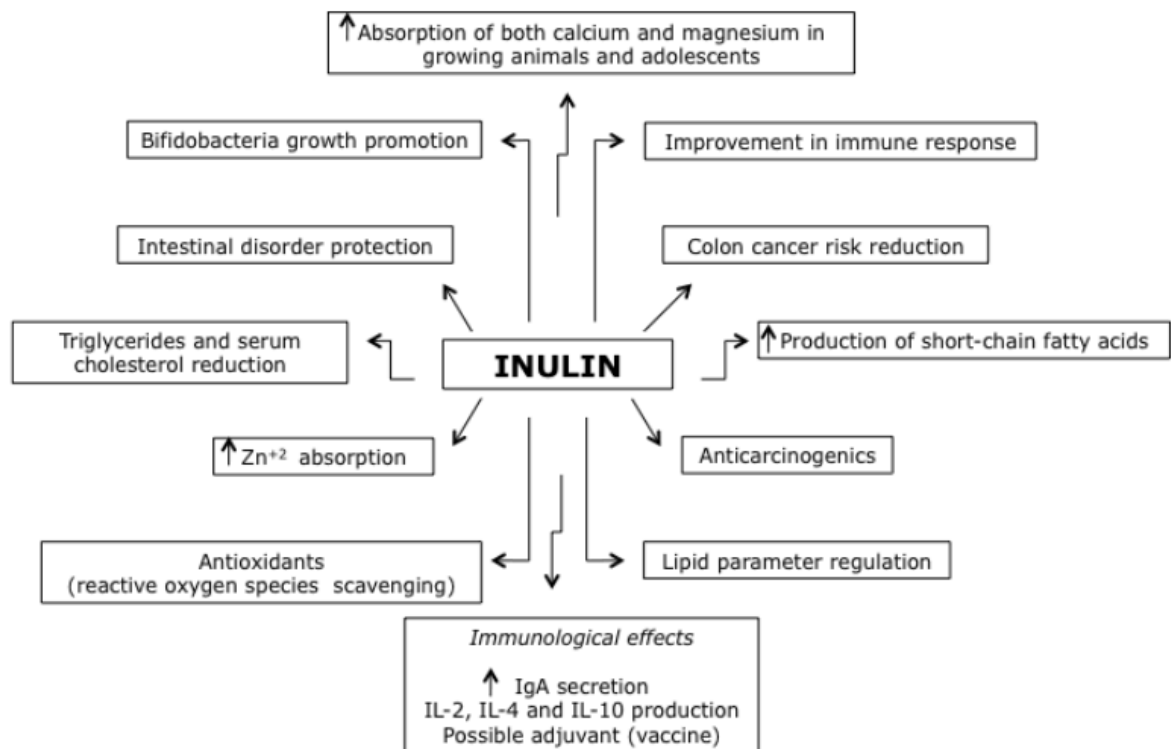 ↑Absorption of both calcium and magnesium in
growing animals and adolescents
Bifidobacteria growth promotion
Improvement in immune response
Intestinal disorder protection
Colon cancer risk reduction
Triglycerides and serum
cholesterol reduction
INULIN
↑Production of short-chain fatty acids
↑Zn⁺² absorption
Anticarcinogenics
Antioxidants
(reactive oxygen species scavenging)
Lipid parameter regulation
Immunological effects
↑ IgA secretion
IL-2, IL-4 and IL-10 production
Possible adjuvant (vaccine)